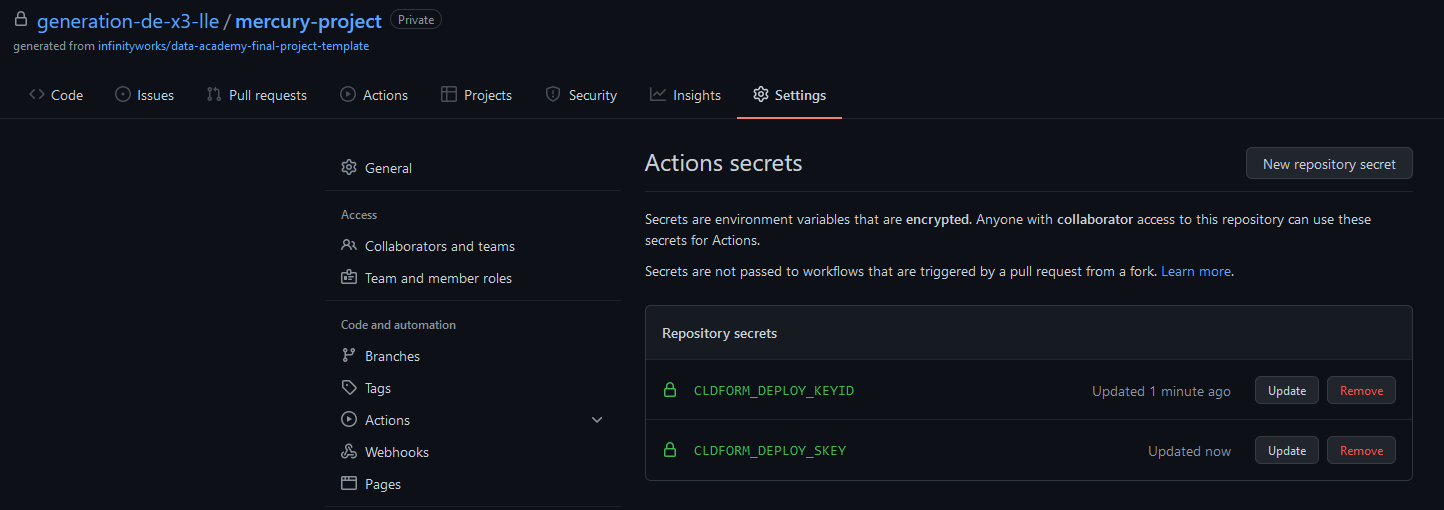 generation-de-x3-lle / mercury-project Private
generated from infinityworks/data-academy-final-project-template
Code Issues Pull requests Actions Projects Security Insights Settings
General
Access
Collaborators and teams
Team and member roles
Code and automation
Branches
Tags
Actions
Webhooks
Pages
Actions secrets New repository secret
Secrets are environment variables that are encrypted. Anyone with collaborator access to this repository can use these
secrets for Actions.
Secrets are not passed to workflows that are triggered by a pull request from a fork. Learn more.
Repository secrets
CLDFORM_DEPLOY_KEYID Updated 1 minute ago Update Remove
CLDFORM_DEPLOY_SKEY Updated now Update Remove